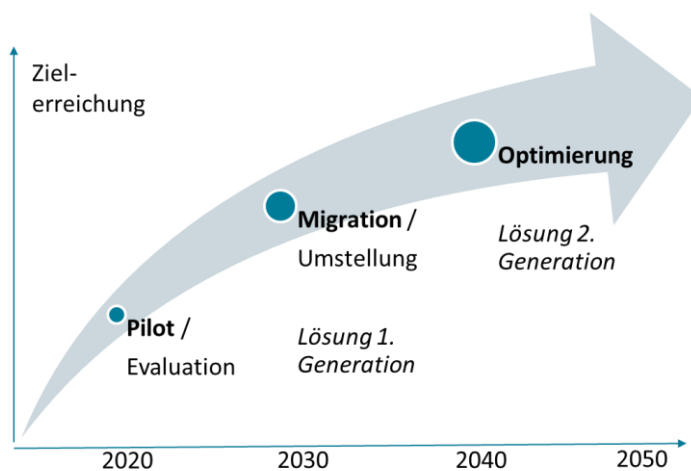 Ziel-
erreichung
Optimierung
Migration /
Umstellung
Lösung 2.
Generation
Pilot /
Evaluation
Lösung 1.
Generation
2020
2030
2040
2050